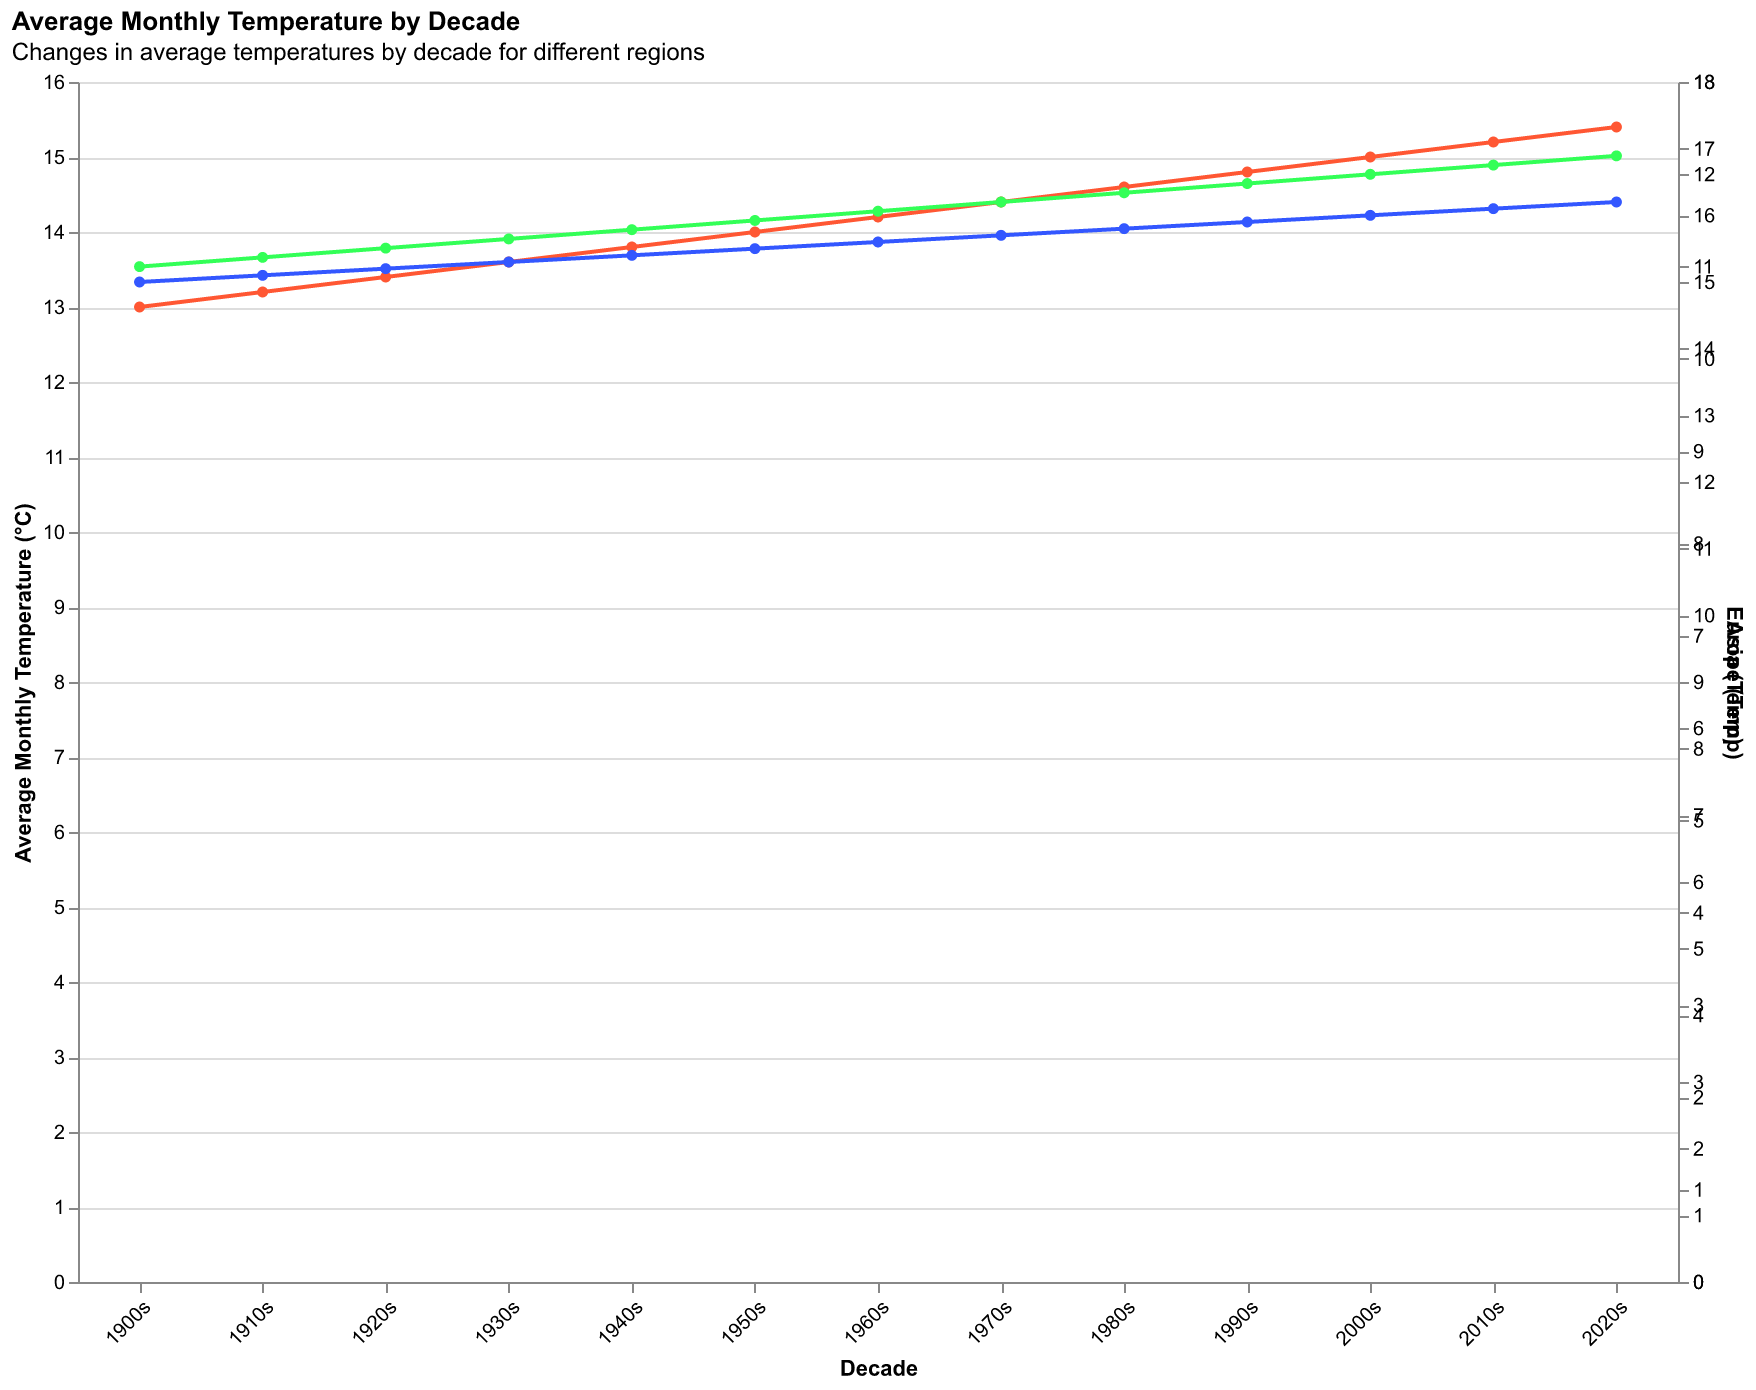 Average Monthly Temperature by Decade
Changes in average temperatures by decade for different regions
Average Monthly Temperature (°C)
16
15
14
13
12
11
10
9
8
7
6
5
4
3
2
1
0
18
17
12
16
11
15
14
10
13
9
12
8
11
10
7
9
6
8
7
5
6
4
5
3
4
3
2
2
1
1
0
Europe (Temp)
Asia (Temp)
1900s
1910s
1920s
1930s
1940s
1950s
1960s
1970s
1980s
1990s
2000s
2010s
2020s
Decade